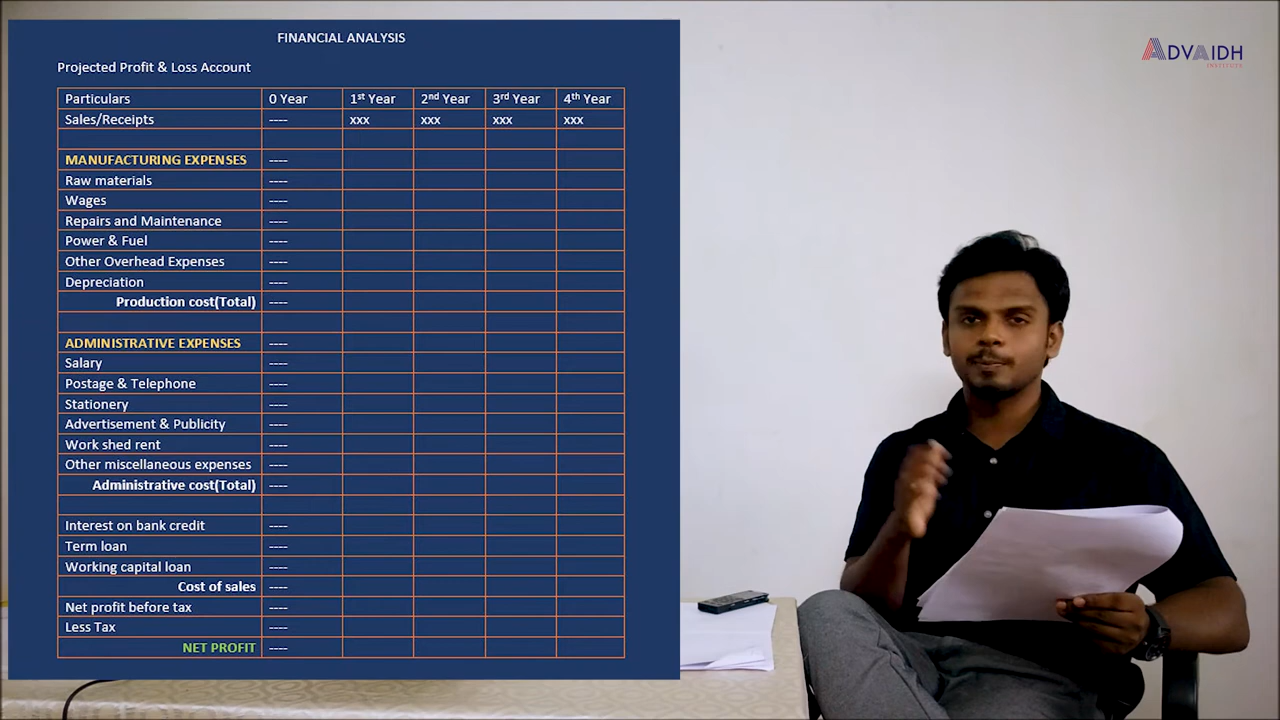 FINANCIAL ANALYSIS
Projected Profit & Loss Account
Particulars 0 Year 1st Year 2nd Year 3rd Year 4th Year
Sales/Receipts ---- xxx xxx xxx xxx
MANUFACTURING EXPENSES ----
Raw materials ----
Wages ----
Repairs and Maintenance ----
Power & Fuel ----
Other Overhead Expenses ----
Depreciation ----
Production cost(Total) ----
ADMINISTRATIVE EXPENSES ----
Salary ----
Postage & Telephone ----
Stationery ----
Advertisement & Publicity ----
Work shed rent ----
Other miscellaneous expenses ----
Administrative cost(Total) ----
Interest on bank credit ----
Term loan ----
Working capital loan ----
Cost of sales ----
Net profit before tax ----
Less Tax ----
NET PROFIT ----
ADVAIDH
INSTITUTE